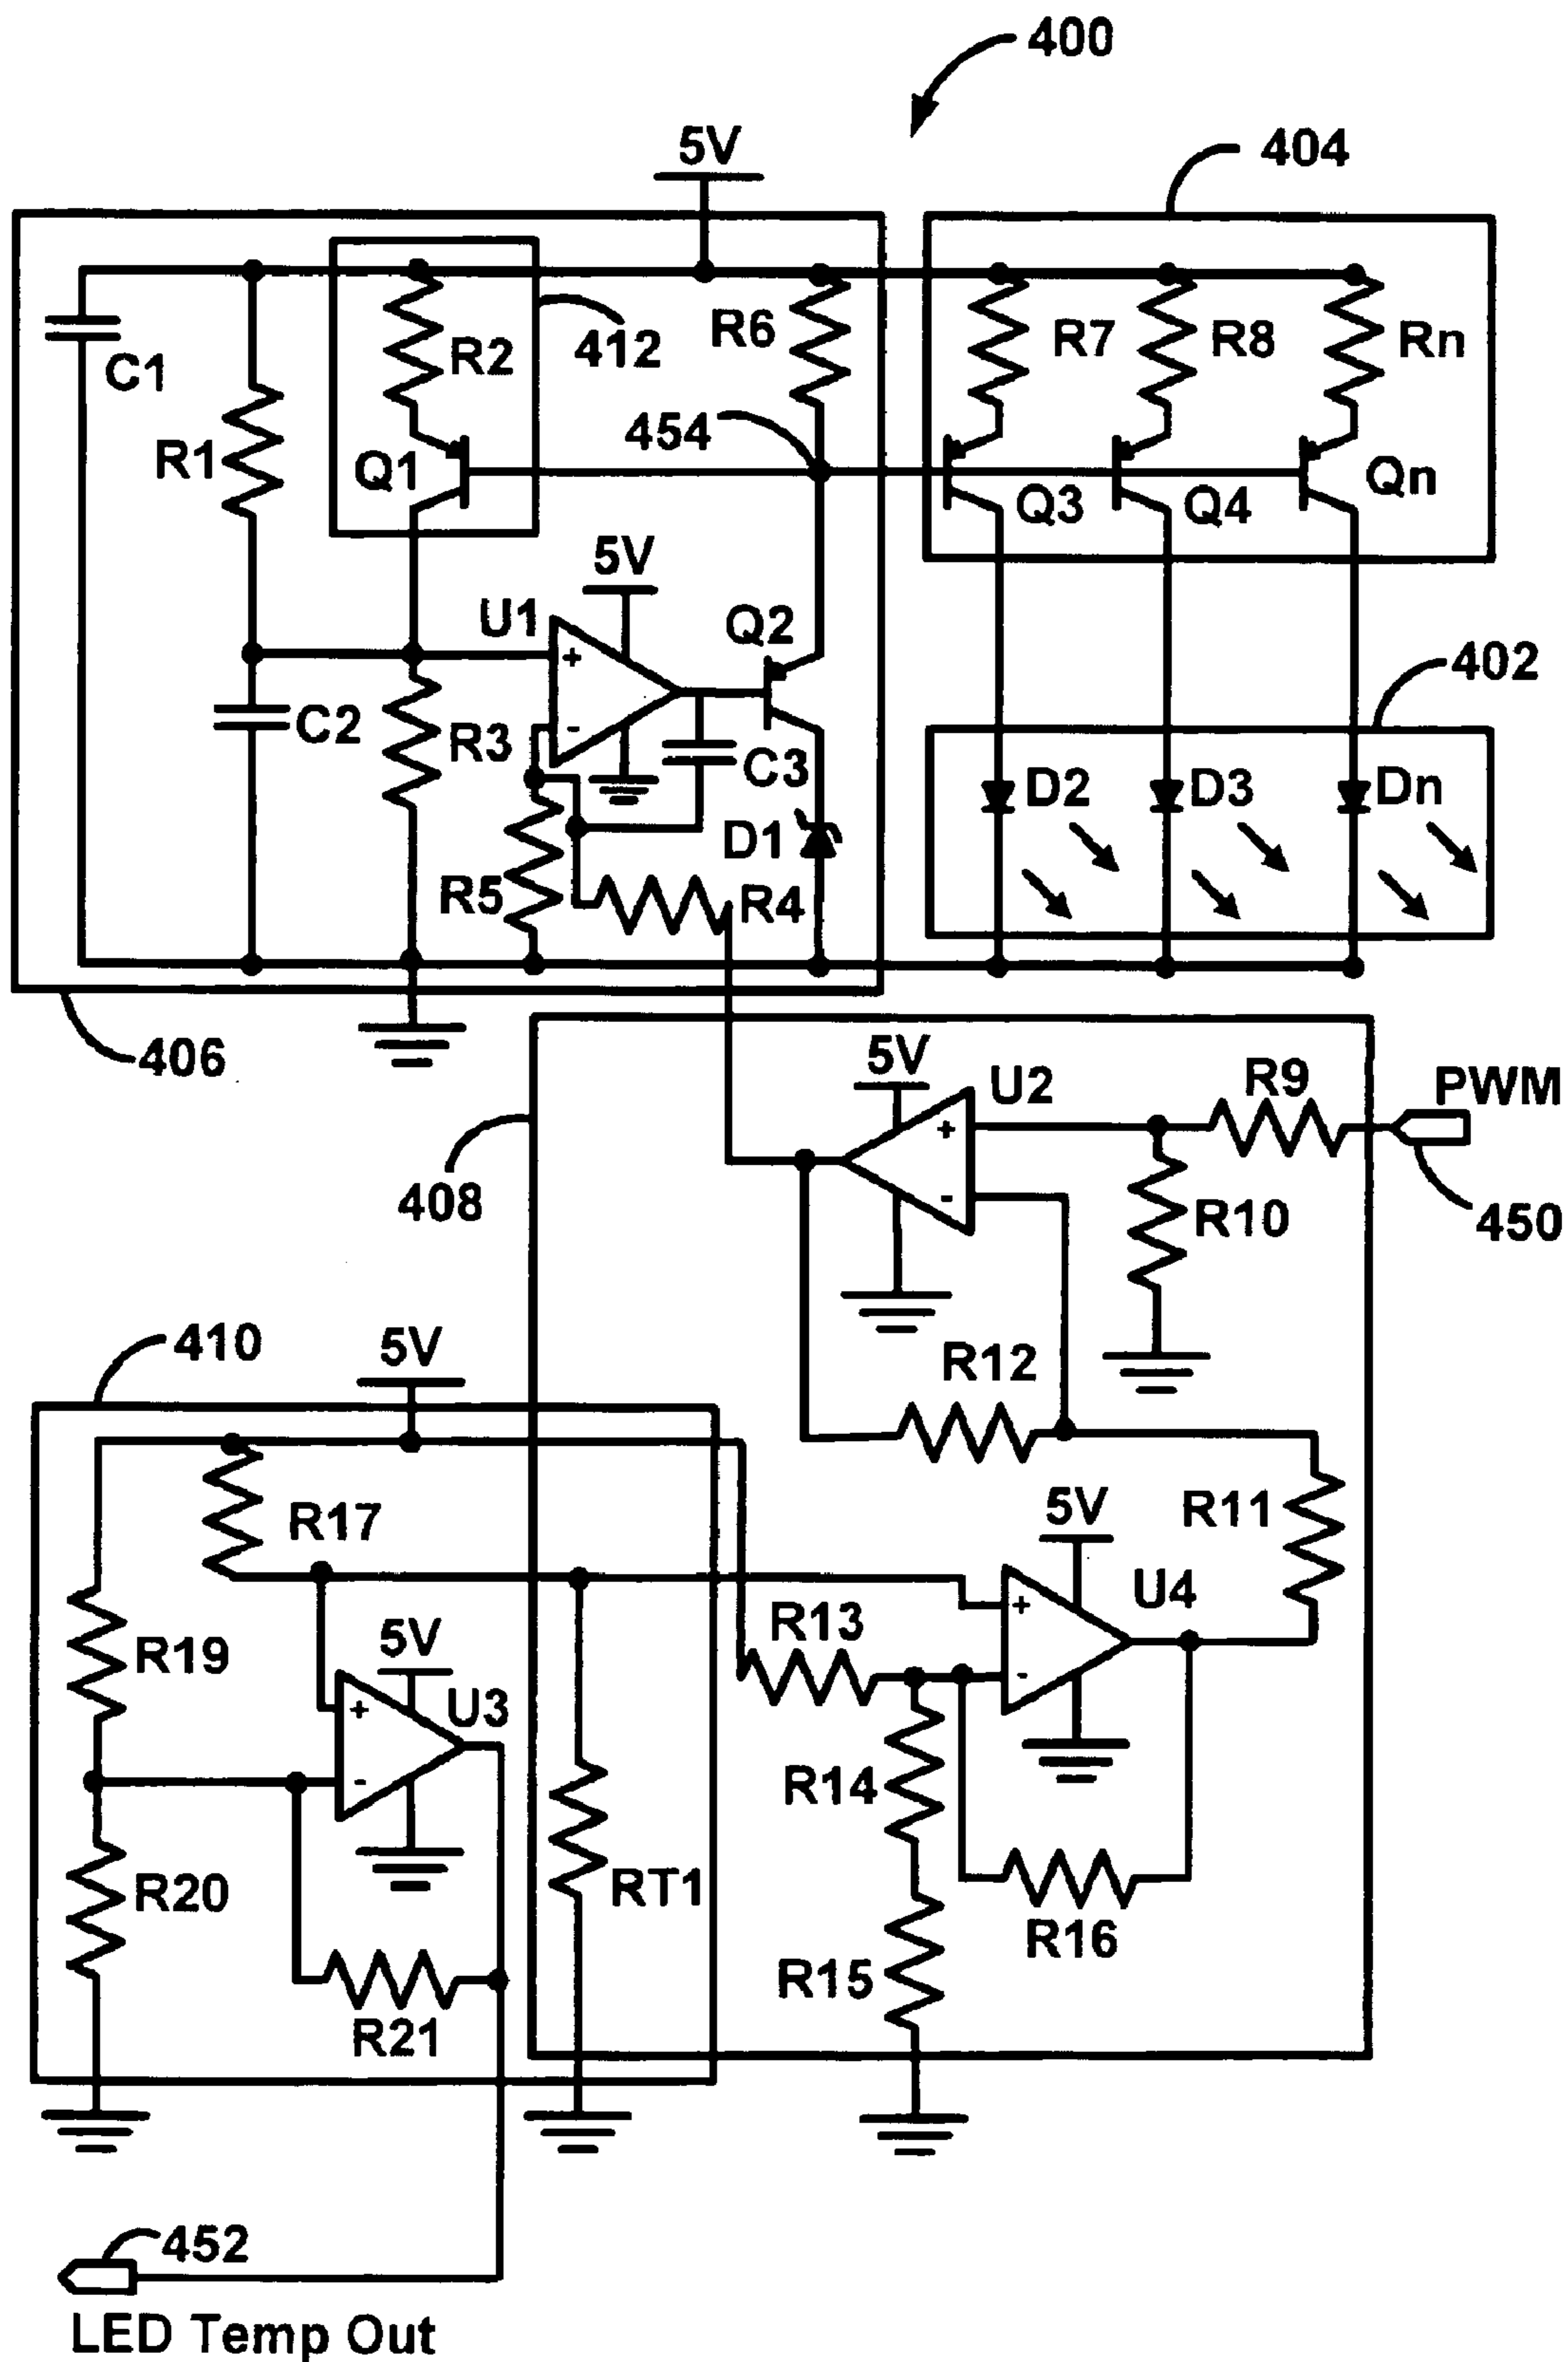 400
5V
404
R2
412
R6
R7
R8
Rn
C1
454
R1
Q1
Q3
Q4
Qn
5V
U1
+
-
Q2
402
C2
R3
C3
D1
D2
D3
Dn
R5
R4
406
5V
U2
+
-
R9
PWM
408
R10
450
410
5V
R12
R17
5V
R11
U4
+
-
R19
5V
R13
U3
+
-
R14
R20
RT1
R16
R15
R21
452
LED Temp Out